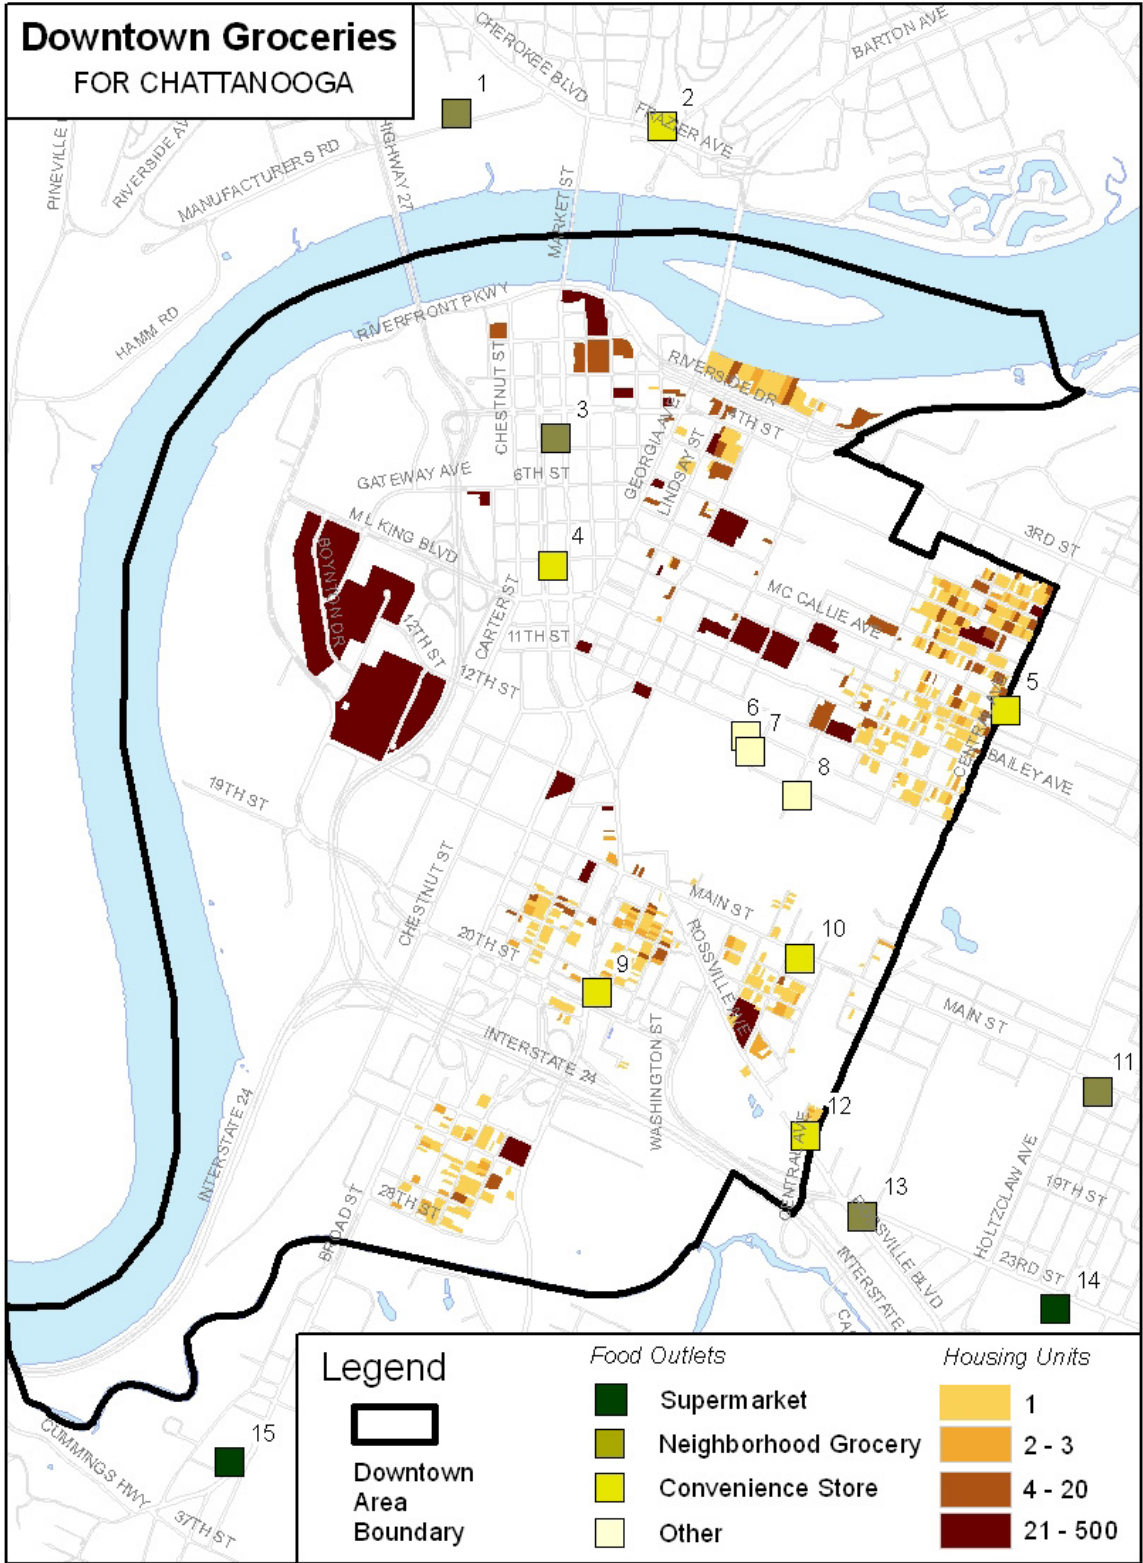 Downtown Groceries
FOR CHATTANOOGA
1
2
CHEROKEE BLVD
BARTON AVE
FRAZIER AVE
PINEVILLE
RIVERSIDE AV
MANUFACTURERS RD
HIGHWAY 27
MARKET ST
HAMM RD
RIVERFRONT PKWY
CHESTNUT ST
RIVERSIDE DR
4TH ST
3
GEORGIA AVE
LINDSAY ST
GATEWAY AVE
6TH ST
M L KING BLVD
3RD ST
4
BOYNTON DR
12TH ST
CARTER ST
11TH ST
12TH ST
MC CALLIE AVE
5
CENTRAL AVE
BAILEY AVE
6
7
8
19TH ST
CHESTNUT ST
MAIN ST
20TH ST
ROSSVILLE AVE
9
10
MAIN ST
INTERSTATE 24
WASHINGTON ST
INTERSTATE 24
11
12
CENTRAL AVE
HOLTZCLAW AVE
19TH ST
28TH ST
BROAD ST
13
INTERSTATE
23RD ST
14
15
CUMMINGS HWY
37TH ST
Legend
Downtown
Area
Boundary
Food Outlets
Supermarket
Neighborhood Grocery
Convenience Store
Other
Housing Units
1
2 - 3
4 - 20
21 - 500